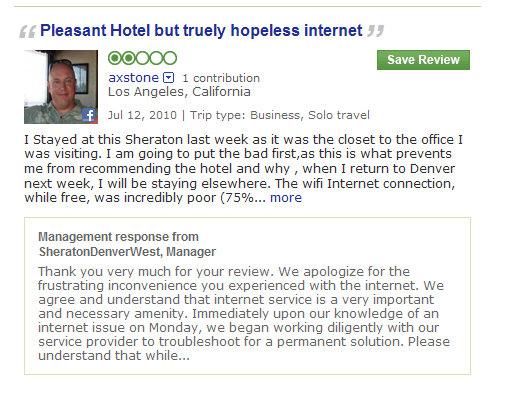 “ Pleasant Hotel but truely hopeless internet ”
Save Review
axstone 1 contribution
Los Angeles, California
f
Jul 12, 2010 | Trip type: Business, Solo travel
I Stayed at this Sheraton last week as it was the closet to the office I
was visiting. I am going to put the bad first,as this is what prevents
me from recommending the hotel and why , when I return to Denver
next week, I will be staying elsewhere. The wifi Internet connection,
while free, was incredibly poor (75%... more
Management response from
SheratonDenverWest, Manager
Thank you very much for your review. We apologize for the
frustrating inconvenience you experienced with the internet. We
agree and understand that internet service is a very important
and necessary amenity. Immediately upon our knowledge of an
internet issue on Monday, we began working diligently with our
service provider to troubleshoot for a permanent solution. Please
understand that while...